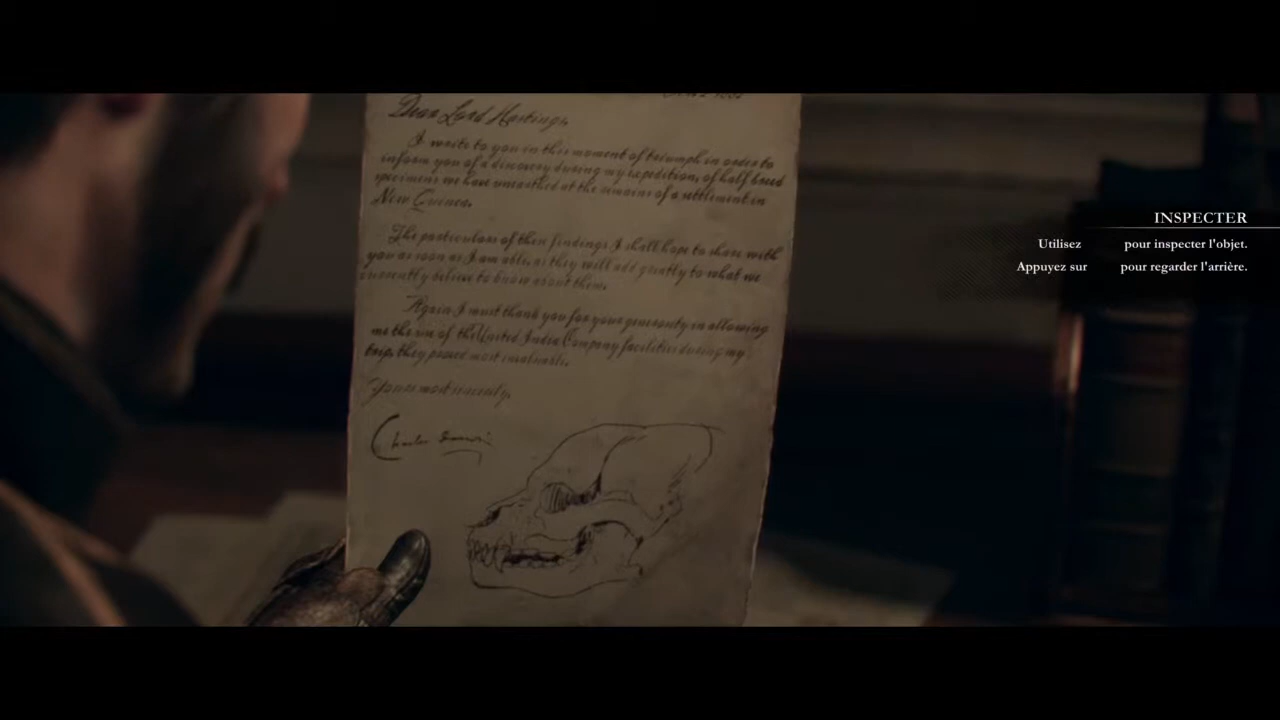 Dear Lord Hastings,
I write to you in this moment of triumph in order to
inform you of a discovery during my expedition, of half breed
specimens we have unearthed at the remains of a settlement in
New Guinea.
The particulars of these findings I shall hope to share with
you as soon as I am able, as they will add greatly to what we
currently believe to know about them.
Again I must thank you for your generosity in allowing
me the use of the United India Company facilities during my
trip, they proved most invaluable.
Yours most sincerely,
Charles Darwin
INSPECTER
Utilisez pour inspecter l'objet.
Appuyez sur pour regarder l'arrière.